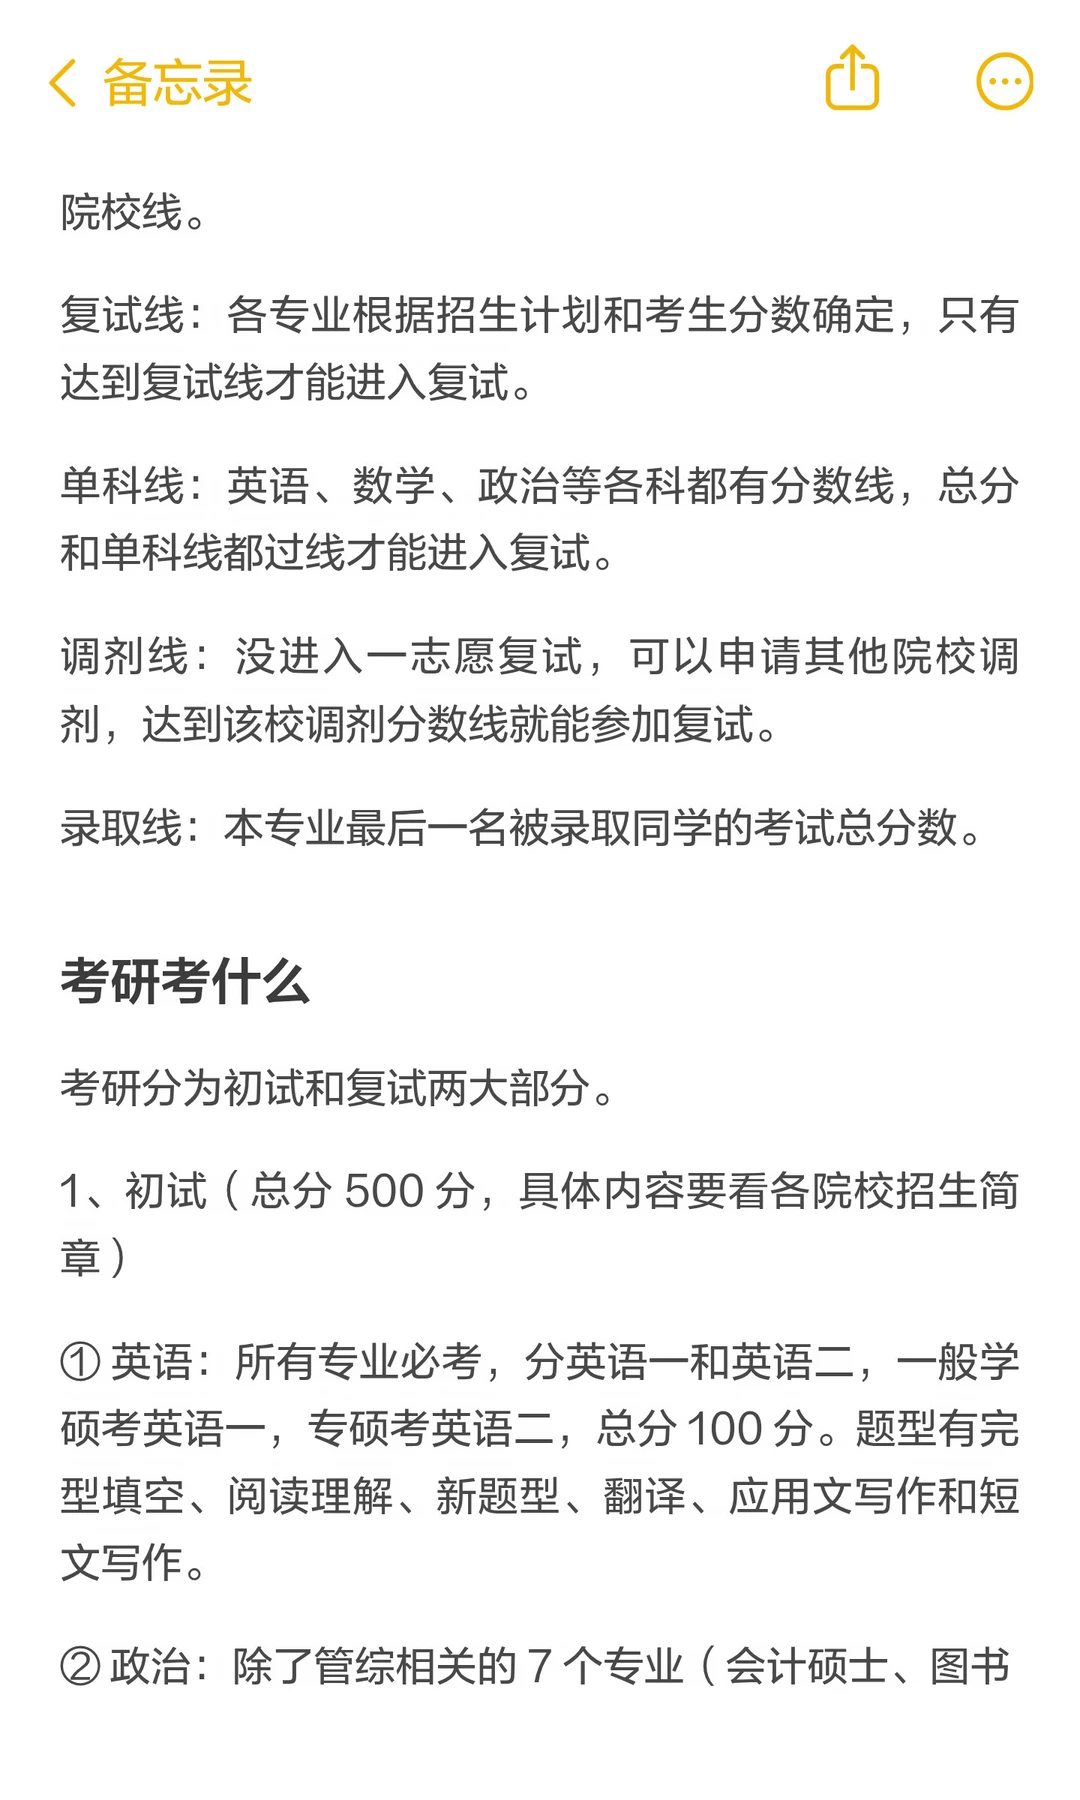 备忘录
院校线。
复试线：各专业根据招生计划和考生分数确定，只有
达到复试线才能进入复试。
单科线：英语、数学、政治等各科都有分数线，总分
和单科线都过线才能进入复试。
调剂线：没进入一志愿复试，可以申请其他院校调
剂，达到该校调剂分数线就能参加复试。
录取线：本专业最后一名被录取同学的考试总分数。
考研考什么
考研分为初试和复试两大部分。
1、初试（总分 500 分，具体内容要看各院校招生简
章）
① 英语：所有专业必考，分英语一和英语二，一般学
硕考英语一，专硕考英语二，总分 100 分。题型有完
型填空、阅读理解、新题型、翻译、应用文写作和短
文写作。
② 政治：除了管综相关的 7 个专业（会计硕士、图书